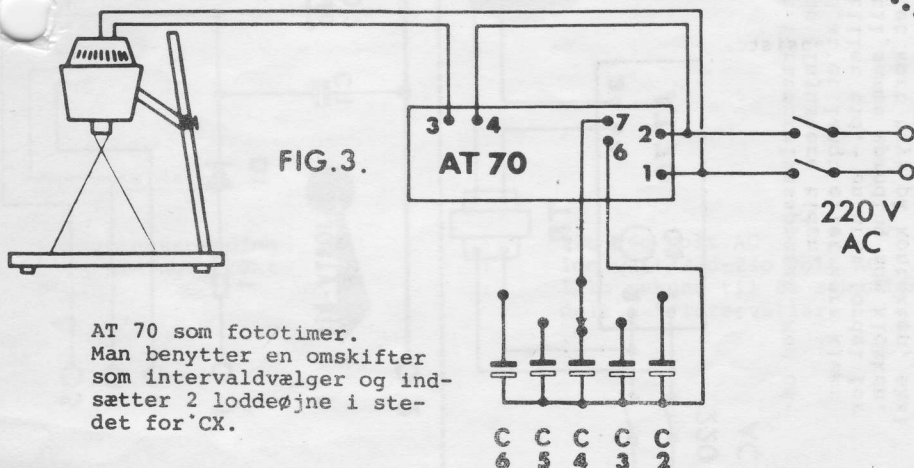 FIG.3.
3 4
7
6
2
1
AT 70
220 V
AC
AT 70 som fototimer.
Man benytter en omskifter
som intervaldvælger og ind-
sætter 2 loddeøjne i ste-
det for CX.
C C C C C
6 5 4 3 2